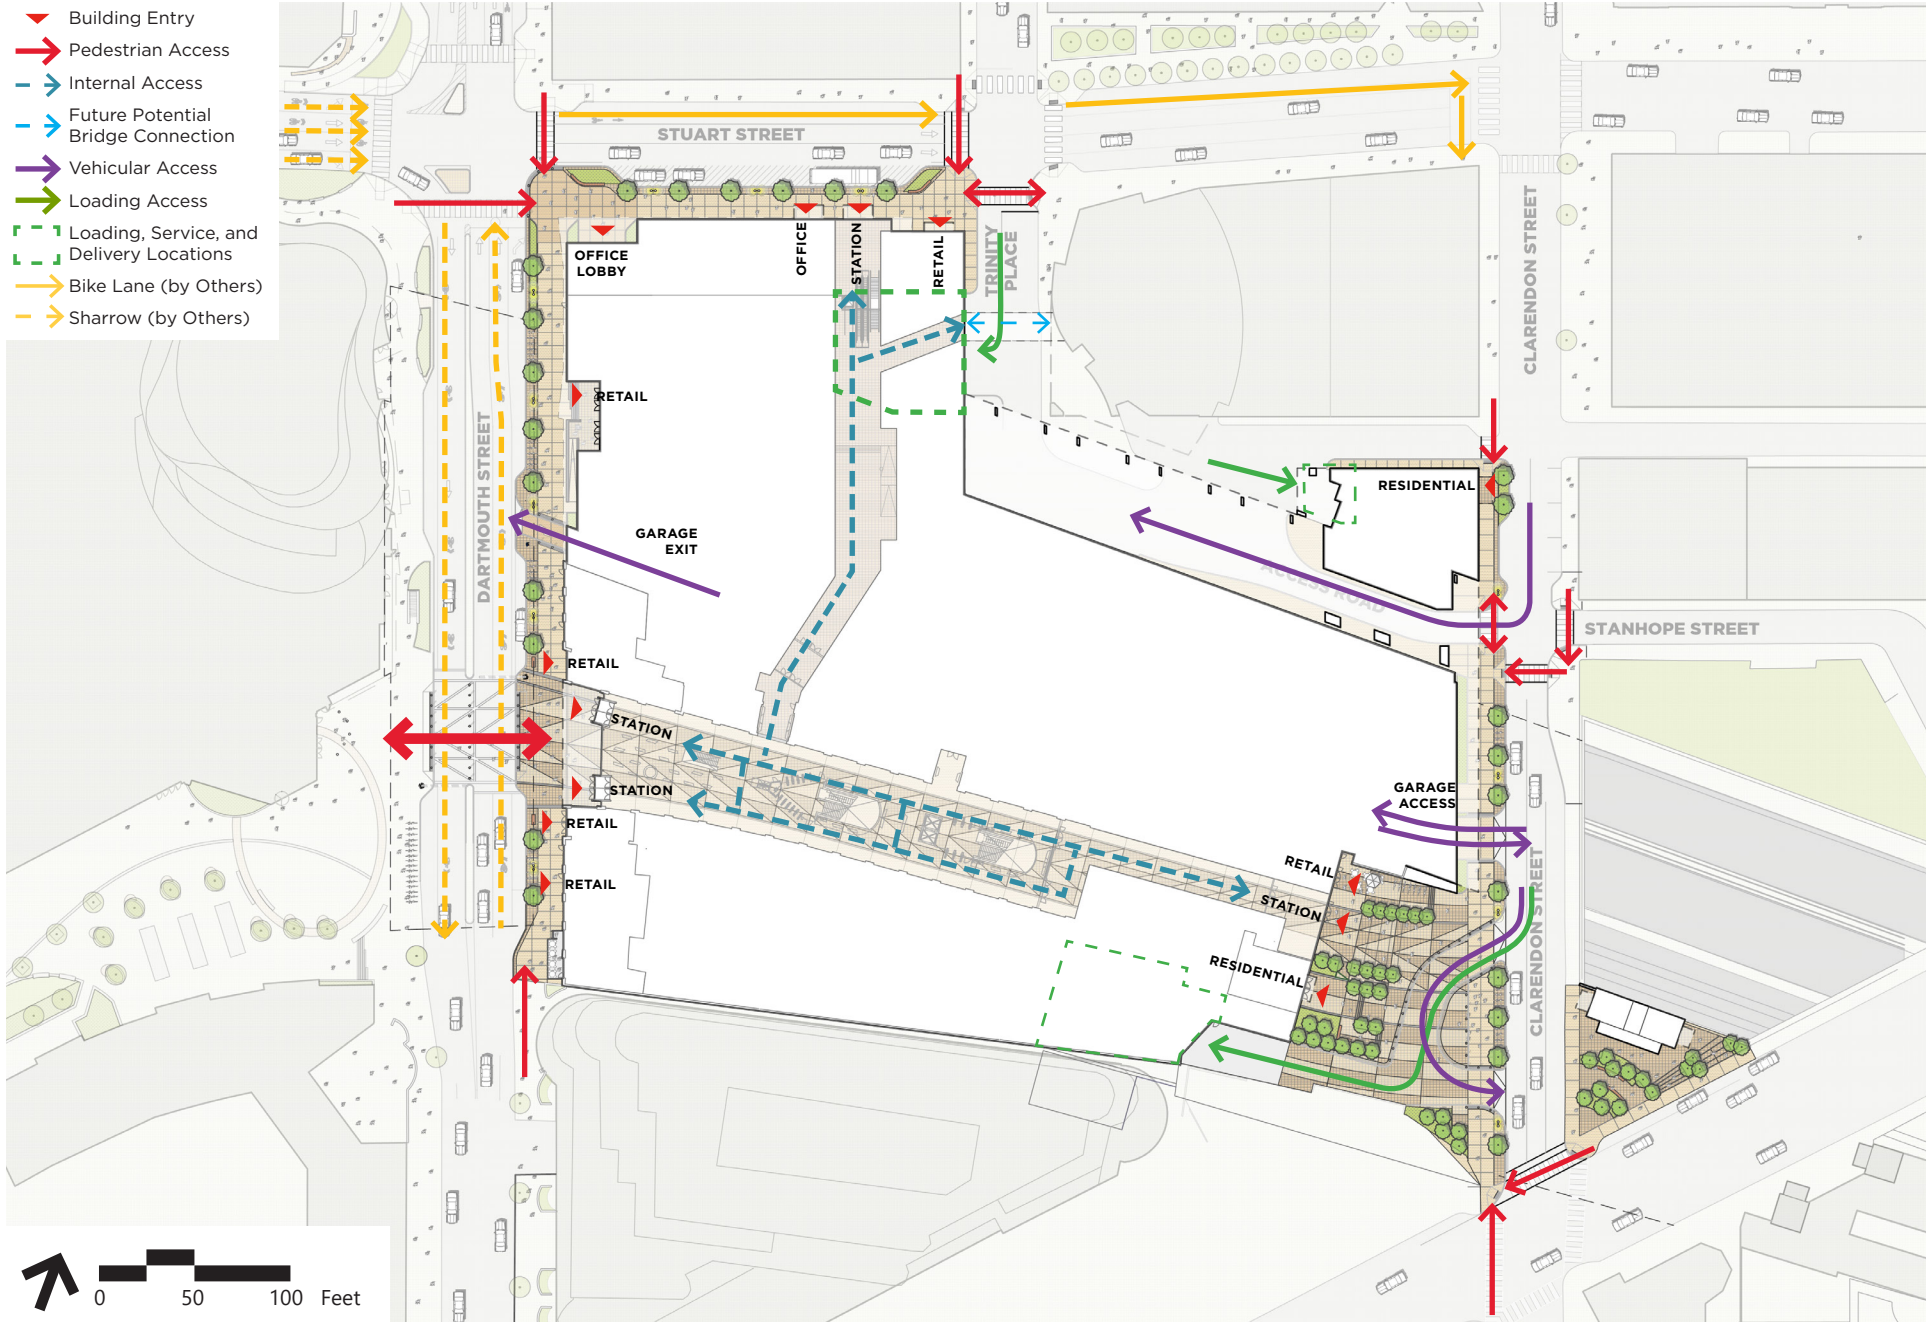 Building Entry
Pedestrian Access
Internal Access
Future Potential
Bridge Connection
Vehicular Access
Loading Access
Loading, Service, and
Delivery Locations
Bike Lane (by Others)
Sharrow (by Others)
STUART STREET
OFFICE
LOBBY
OFFICE
STATION
RETAIL
TRINITY
PLACE
CLARENDON STREET
RETAIL
DARTMOUTH STREET
RESIDENTIAL
GARAGE
EXIT
ACCESS ROAD
STANHOPE STREET
RETAIL
STATION
STATION
GARAGE
ACCESS
RETAIL
RETAIL
STATION
RETAIL
RESIDENTIAL
CLARENDON STREET
0 50 100 Feet